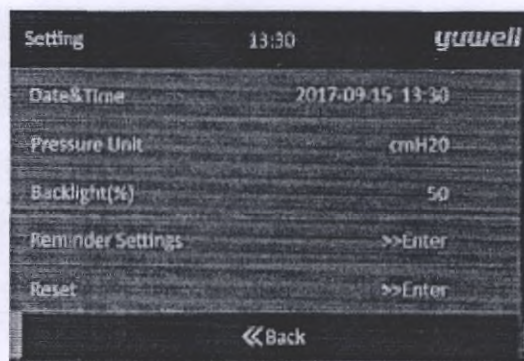 Setting 13:30 yuwell
Date&Time 2017-09-15 13:30
Pressure Unit cmH20
Backlight(%) 50
Reminder Settings >>Enter
Reset >>Enter
≪Back